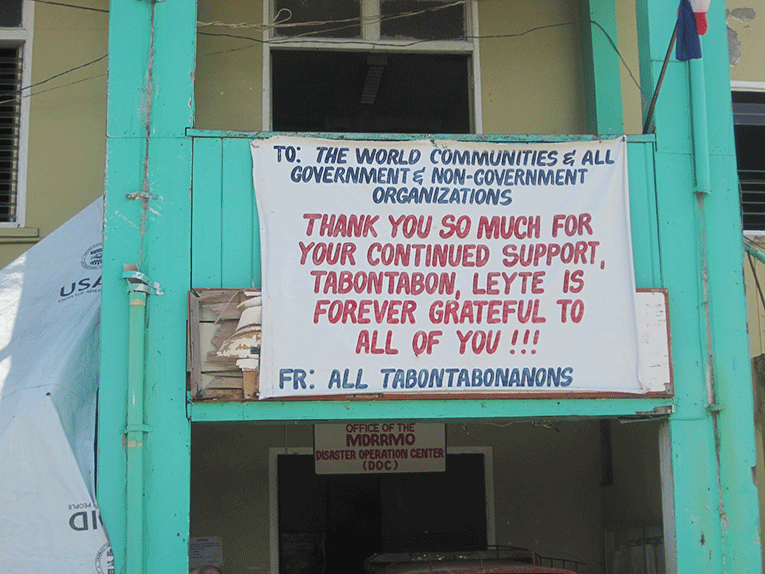 TO: THE WORLD COMMUNITIES & ALL
GOVERNMENT & NON-GOVERNMENT
ORGANIZATIONS
THANK YOU SO MUCH FOR
YOUR CONTINUED SUPPORT,
TABONTABON, LEYTE IS
FOREVER GRATEFUL TO
ALL OF YOU !!!
FR: ALL TABONTABONANONS
OFFICE OF THE
MDRRMO
DISASTER OPERATION CENTER
(DOC)
USA
PEOPLE
ID